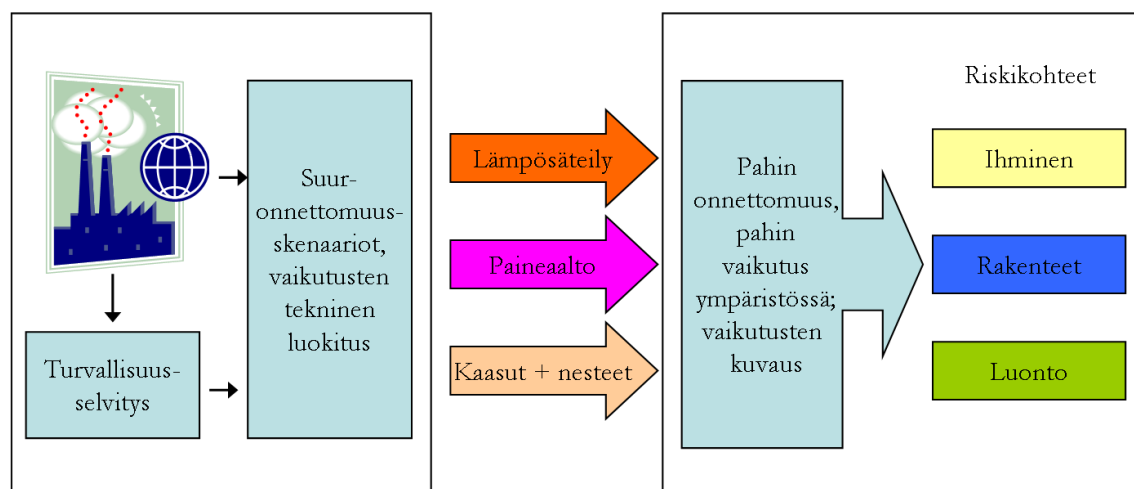 Turvallisuus-
selvitys
Suur-
onnettomuus-
skenaariot,
vaikutusten
tekninen
luokitus
Lämpösäteily
Paineaalto
Kaasut + nesteet
Pahin
onnettomuus,
pahin
vaikutus
ympäristössä;
vaikutusten
kuvaus
Riskikohteet
Ihminen
Rakenteet
Luonto